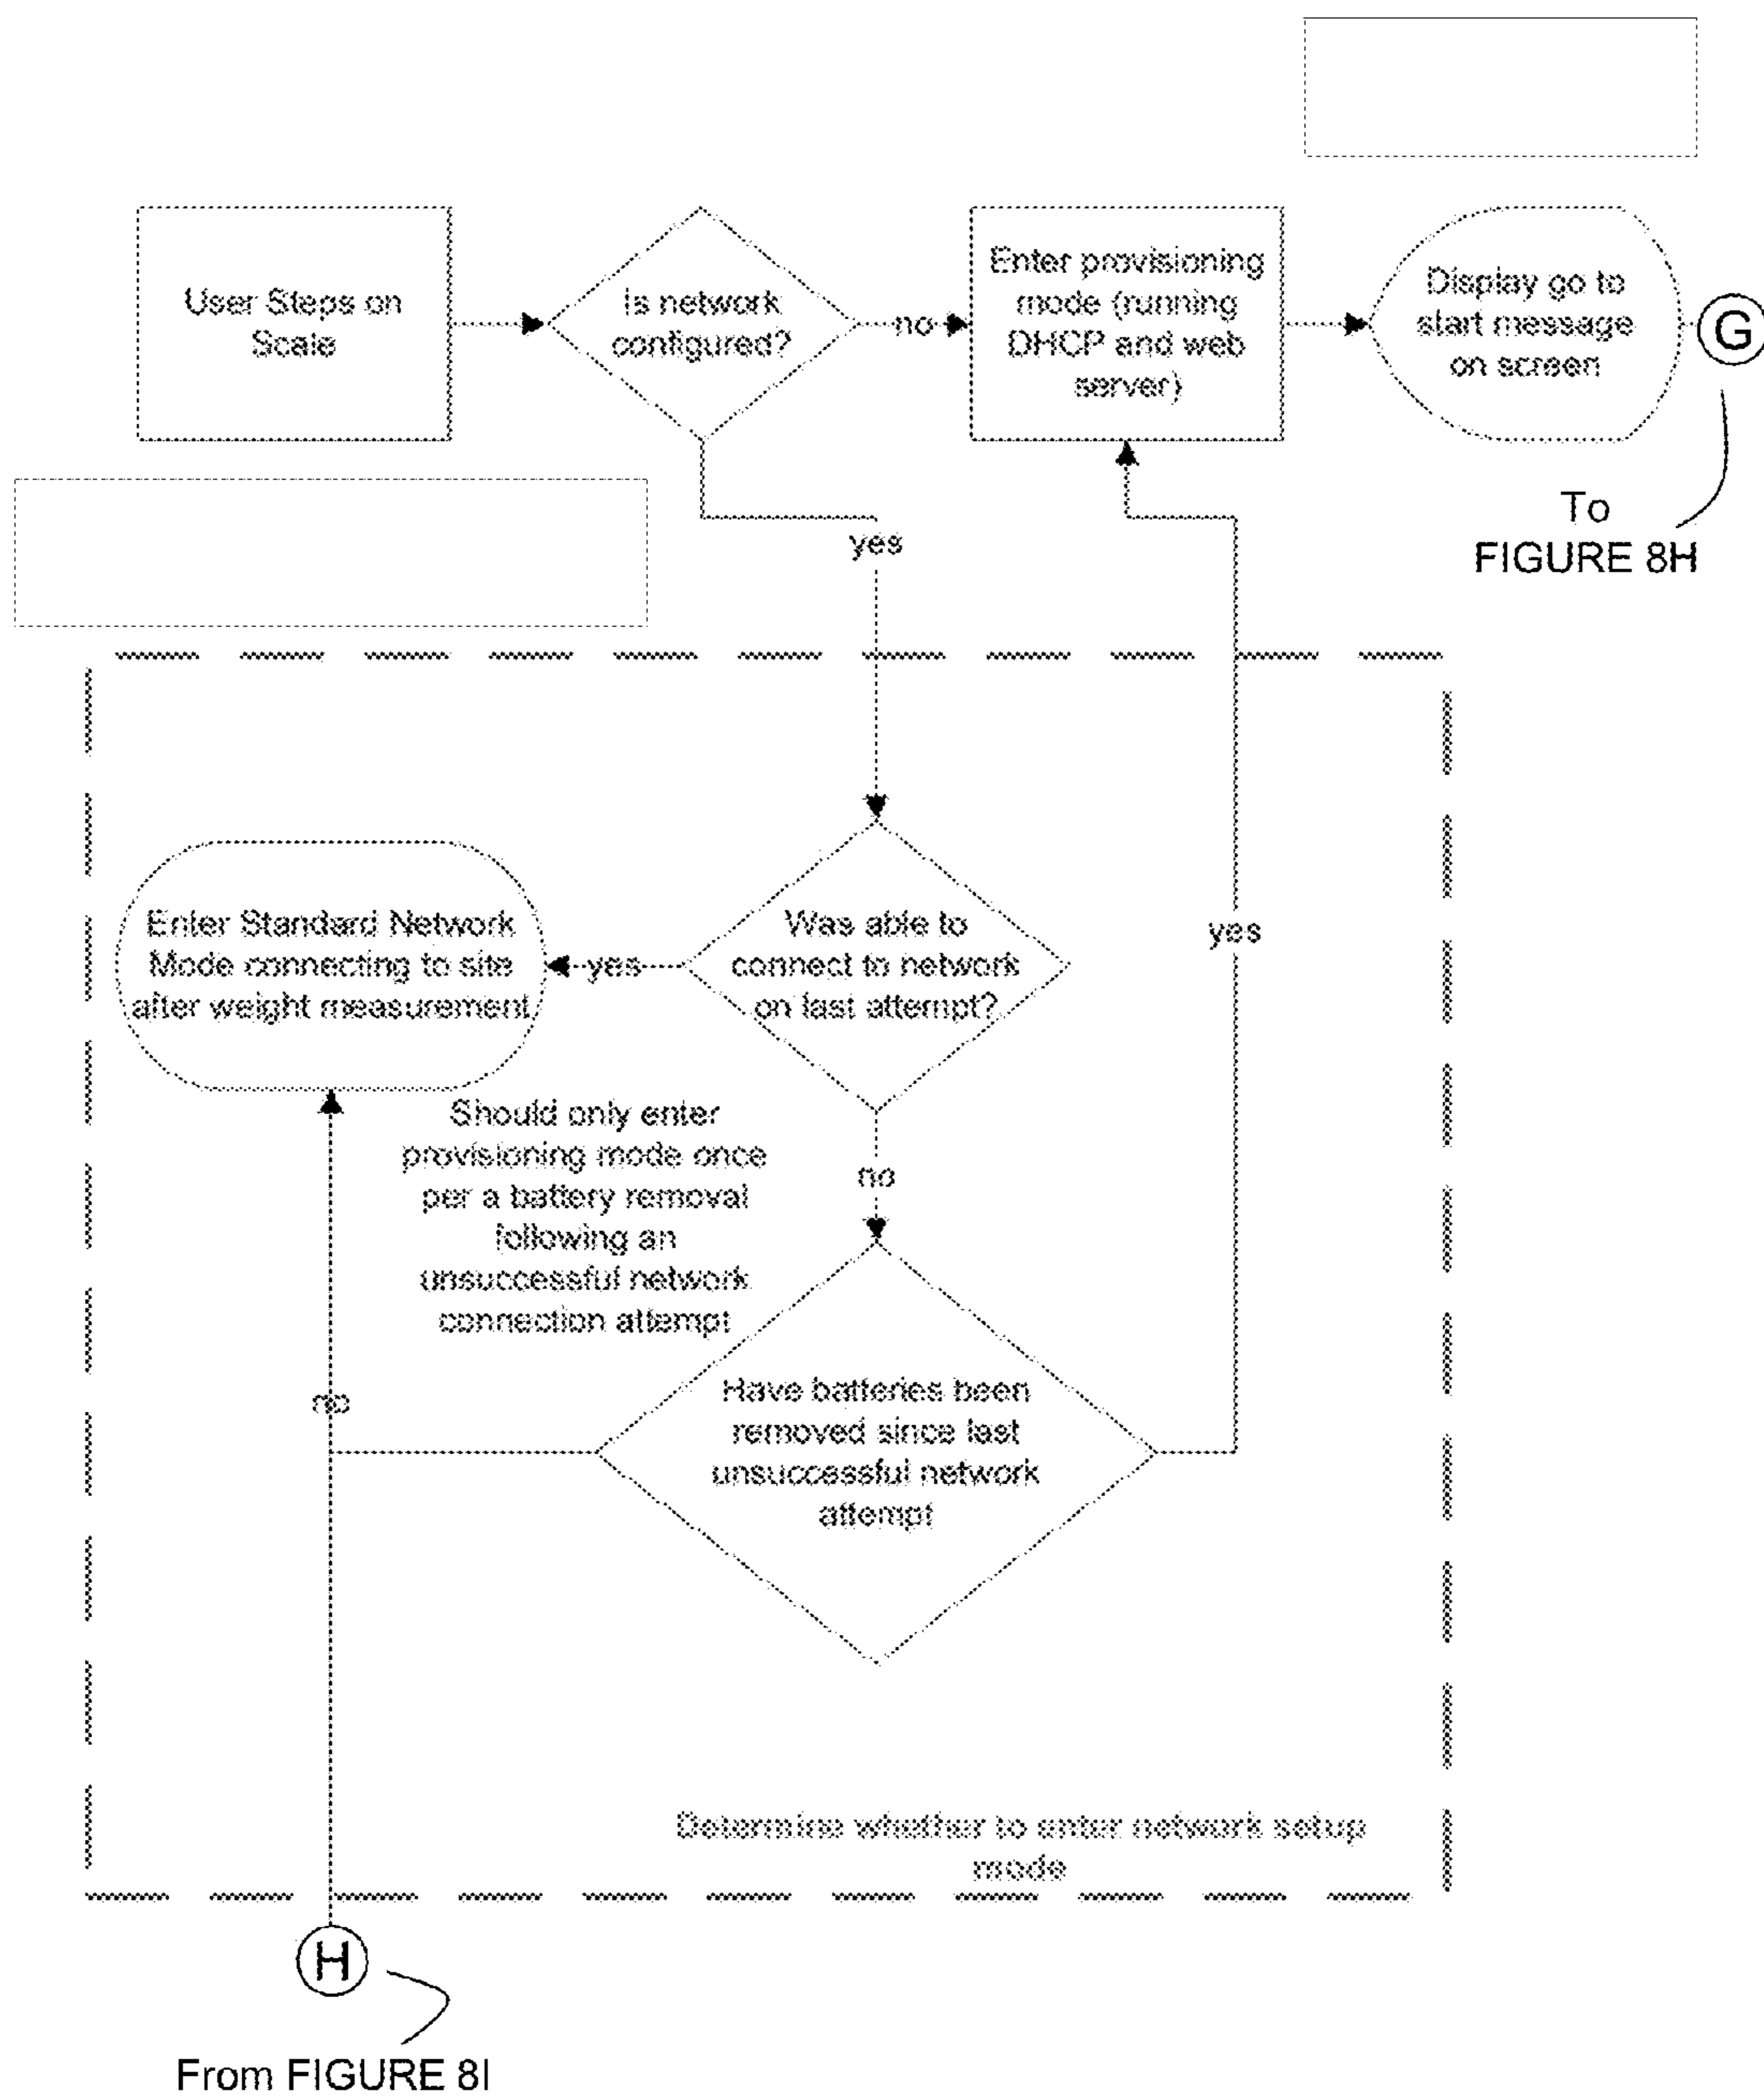 User Steps on
Scale
Is network
configured?
no
Enter provisioning
mode (running
DHCP and web
server)
Display go to
start message
on screen
G
To
FIGURE 8H
yes
Enter Standard Network
Mode connecting to site
after weight measurement
yes
Was able to
connect to network
on last attempt?
yes
Should only enter
provisioning mode once
per a battery removal
following an
unsuccessful network
connection attempt
no
no
Have batteries been
removed since last
unsuccessful network
attempt
Determine whether to enter network setup
mode
H
From FIGURE 8I